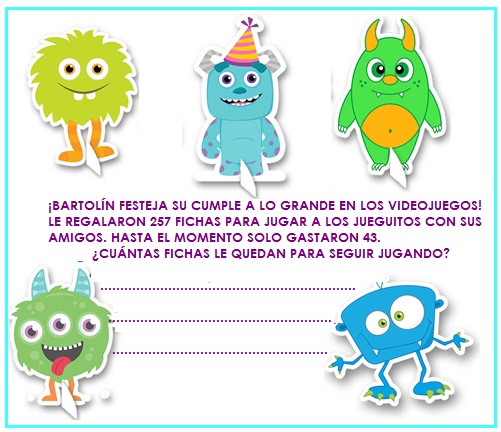 ¡BARTOLÍN FESTEJA SU CUMPLE A LO GRANDE EN LOS VIDEOJUEGOS!
LE REGALARON 257 FICHAS PARA JUGAR A LOS JUEGUITOS CON SUS
AMIGOS. HASTA EL MOMENTO SOLO GASTARON 43.
¿CUÁNTAS FICHAS LE QUEDAN PARA SEGUIR JUGANDO?